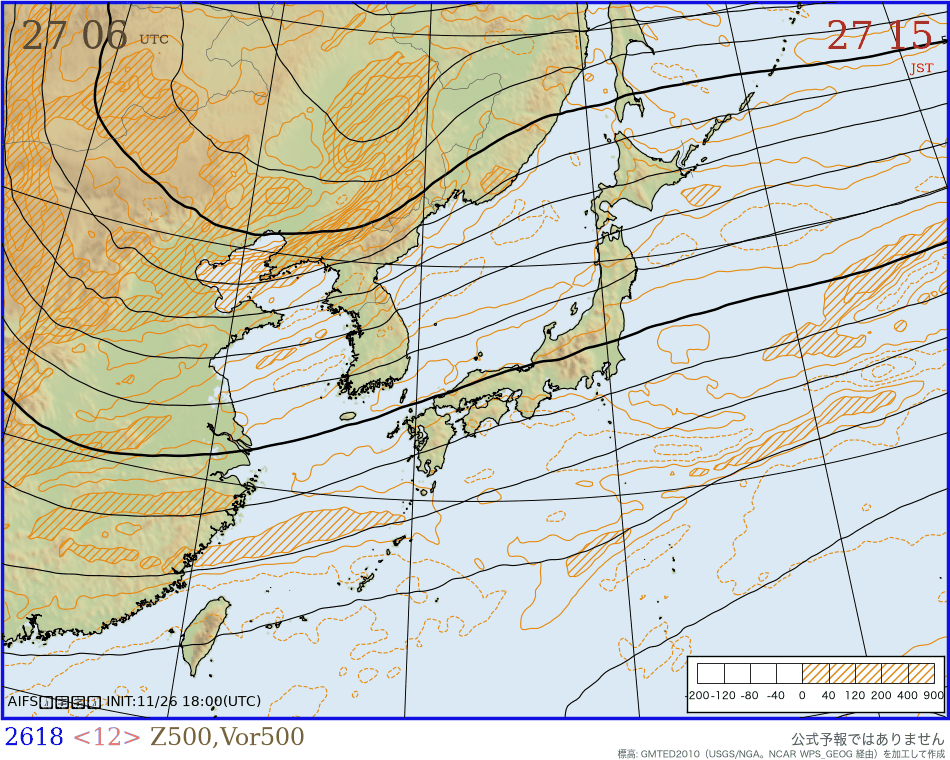 27 06 UTC
27 15
JST
-200 -120 -80 -40 0 40 120 200 400 900
AIFS INIT:11/26 18:00(UTC)
2618 <12> Z500,Vor500
公式予報ではありません
標高: GMTED2010（USGS/NGA。NCAR WPS_GEOG 経由）を加工して作成